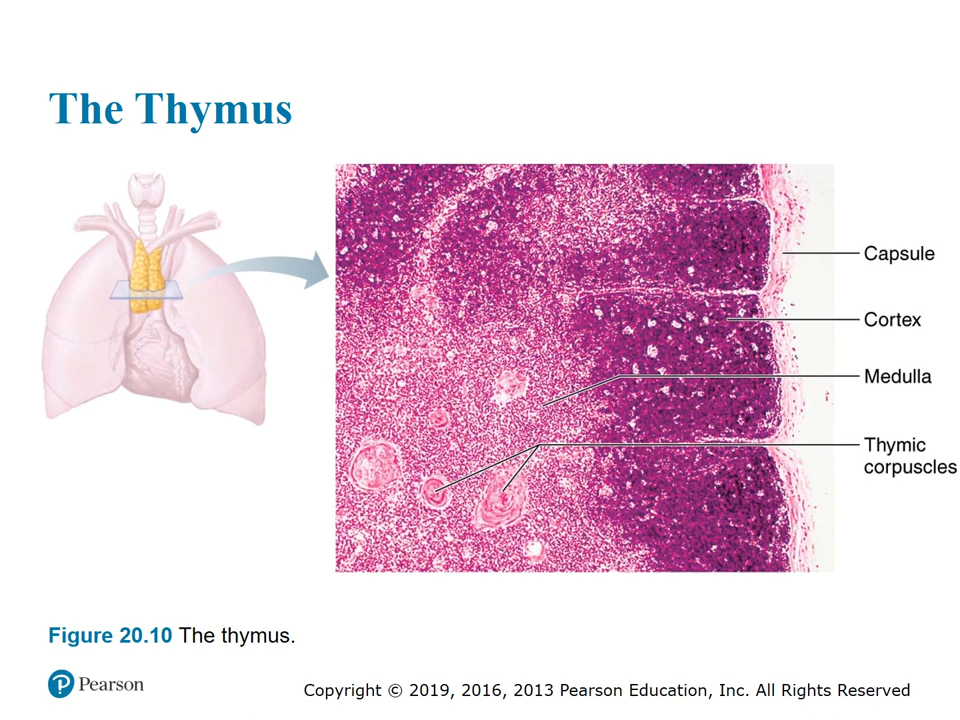 The Thymus
Capsule
Cortex
Medulla
Thymic
corpuscles
Figure 20.10 The thymus.
Pearson
Copyright © 2019, 2016, 2013 Pearson Education, Inc. All Rights Reserved